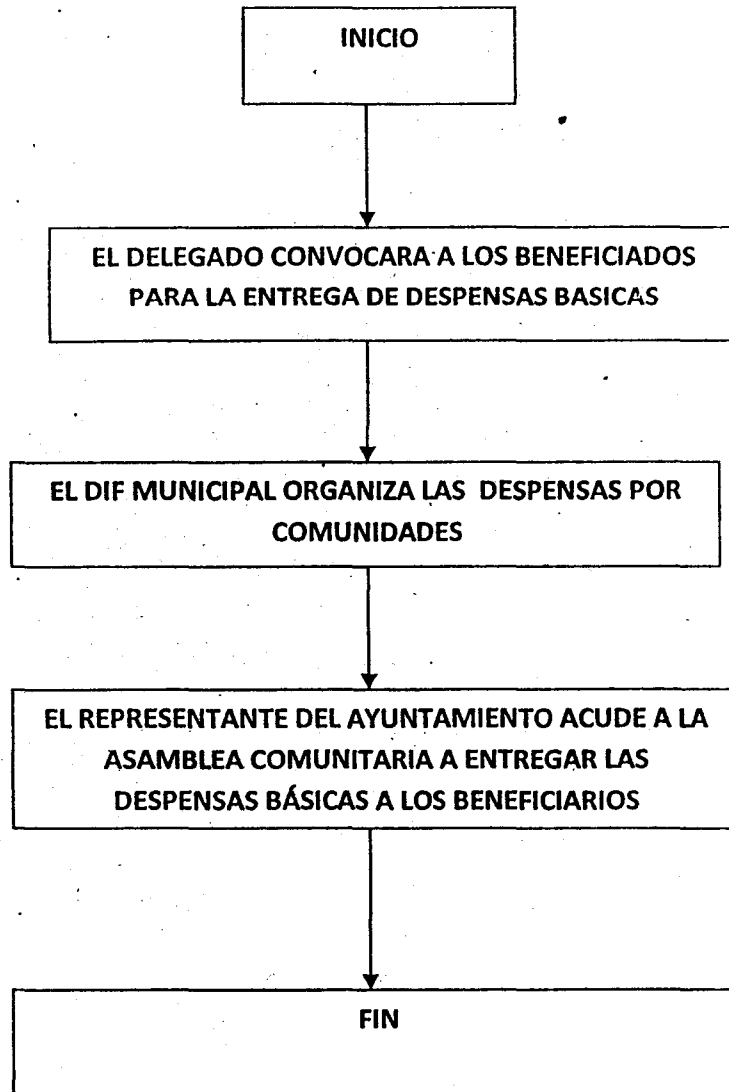 INICIO
EL DELEGADO CONVOCARA A LOS BENEFICIADOS
PARA LA ENTREGA DE DESPENSAS BASICAS
EL DIF MUNICIPAL ORGANIZA LAS DESPENSAS POR
COMUNIDADES
EL REPRESENTANTE DEL AYUNTAMIENTO ACUDE A LA
ASAMBLEA COMUNITARIA A ENTREGAR LAS
DESPENSAS BÁSICAS A LOS BENEFICIARIOS
FIN